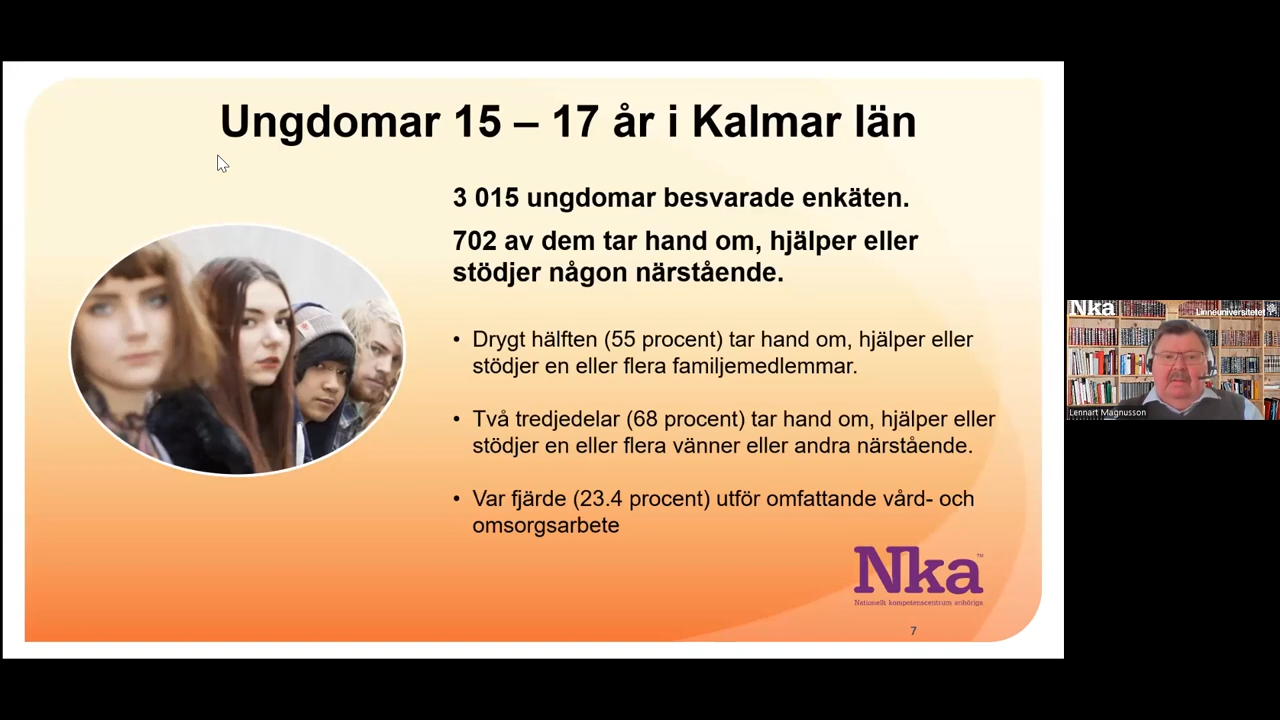 Ungdomar 15 – 17 år i Kalmar län
3 015 ungdomar besvarade enkäten.
702 av dem tar hand om, hjälper eller
stödjer någon närstående.
• Drygt hälften (55 procent) tar hand om, hjälper eller
stödjer en eller flera familjemedlemmar.
• Två tredjedelar (68 procent) tar hand om, hjälper eller
stödjer en eller flera vänner eller andra närstående.
• Var fjärde (23.4 procent) utför omfattande vård- och
omsorgsarbete
Nka™
Nationellt kompetenscentrum anhöriga
7
Nka
Linneuniversitetet
Lennart Magnusson